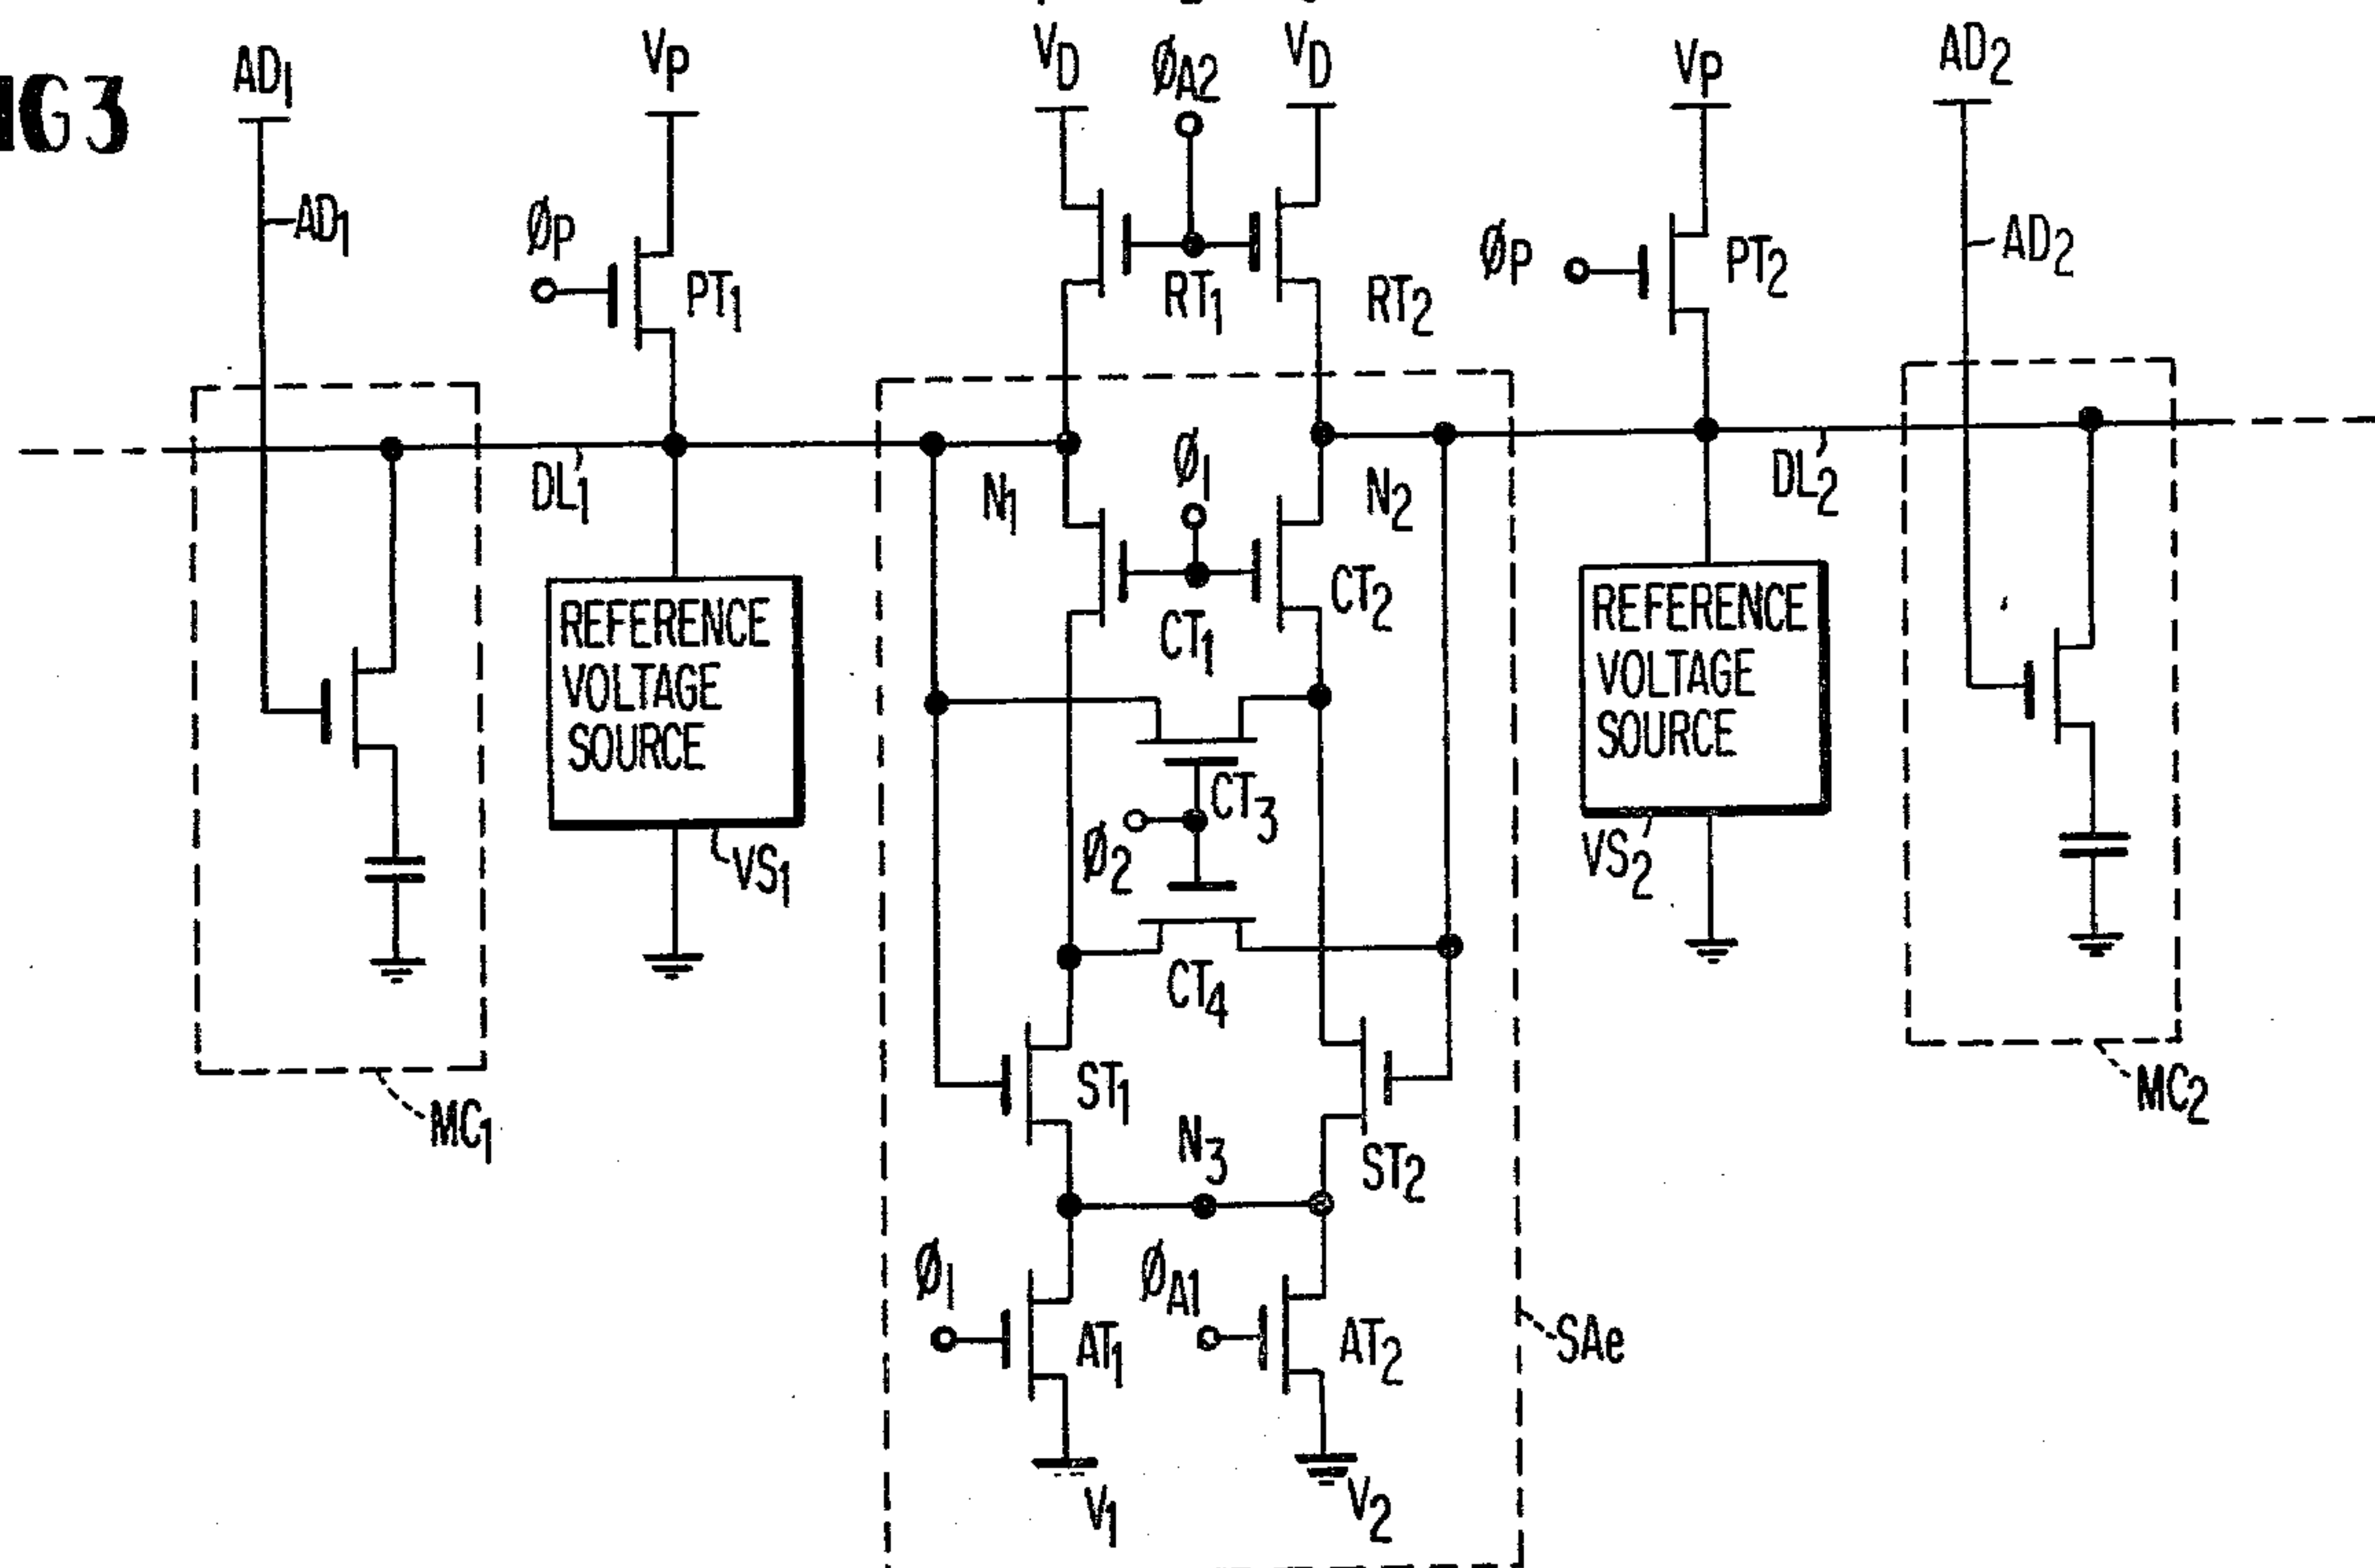 IG 3
AD1
VP
VD
ØA2
VD
VP
AD2
AD1
ØP
PT1
RT1
RT2
ØP
PT2
AD2
DL1
N1
Ø1
N2
DL2
CT1
CT2
REFERENCE
VOLTAGE
SOURCE
REFERENCE
VOLTAGE
SOURCE
CT3
Ø2
VS1
VS2
CT4
ST1
MC1
N3
ST2
MC2
Ø1
ØA1
AT1
AT2
SAe
V1
V2